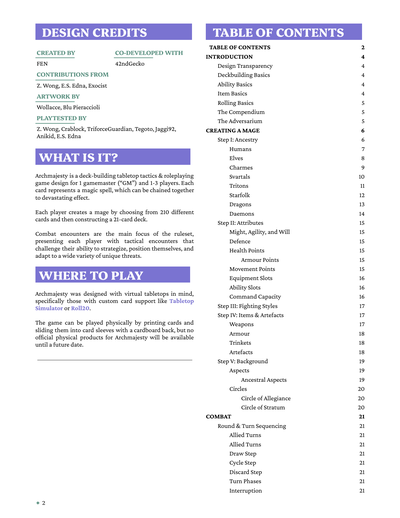 DESIGN CREDITS
CREATED BY
FEN
CO-DEVELOPED WITH
42ndGecko
CONTRIBUTIONS FROM
Z. Wong, E.S. Edna, Exocist
ARTWORK BY
Wollacce, Blu Pieraccioli
PLAYTESTED BY
Z. Wong, Crablock, TriforceGuardian, Tegoto, Jaggi92,
Anikid, E.S. Edna
WHAT IS IT?
Archmajesty is a deck-building tabletop tactics & roleplaying
game design for 1 gamemaster ("GM") and 1-3 players. Each
card represents a magic spell, which can be chained together
to devastating effect.
Each player creates a mage by choosing from 210 different
cards and then constructing a 21-card deck.
Combat encounters are the main focus of the ruleset,
presenting each player with tactical encounters that
challenge their ability to strategize, position themselves, and
adapt to a wide variety of unique threats.
WHERE TO PLAY
Archmajesty was designed with virtual tabletops in mind,
specifically those with custom card support like Tabletop
Simulator or Roll20.
The game can be played physically by printing cards and
sliding them into card sleeves with a cardboard back, but no
official physical products for Archmajesty will be available
until a future date.
TABLE OF CONTENTS
TABLE OF CONTENTS 2
INTRODUCTION 4
Design Transparency 4
Deckbuilding Basics 4
Ability Basics 4
Item Basics 4
Rolling Basics 5
The Compendium 5
The Adversarium 5
CREATING A MAGE 6
Step I: Ancestry 6
Humans 7
Elves 8
Charmes 9
Svartals 10
Tritons 11
Starfolk 12
Dragons 13
Daemons 14
Step II: Attributes 15
Might, Agility, and Will 15
Defence 15
Health Points 15
Armour Points 15
Movement Points 15
Equipment Slots 16
Ability Slots 16
Command Capacity 16
Step III: Fighting Styles 17
Step IV: Items & Artefacts 17
Weapons 17
Armour 18
Trinkets 18
Artefacts 18
Step V: Background 19
Aspects 19
Ancestral Aspects 19
Circles 20
Circle of Allegiance 20
Circle of Stratum 20
COMBAT 21
Round & Turn Sequencing 21
Allied Turns 21
Allied Turns 21
Draw Step 21
Cycle Step 21
Discard Step 21
Turn Phases 21
Interruption 21
+ 2